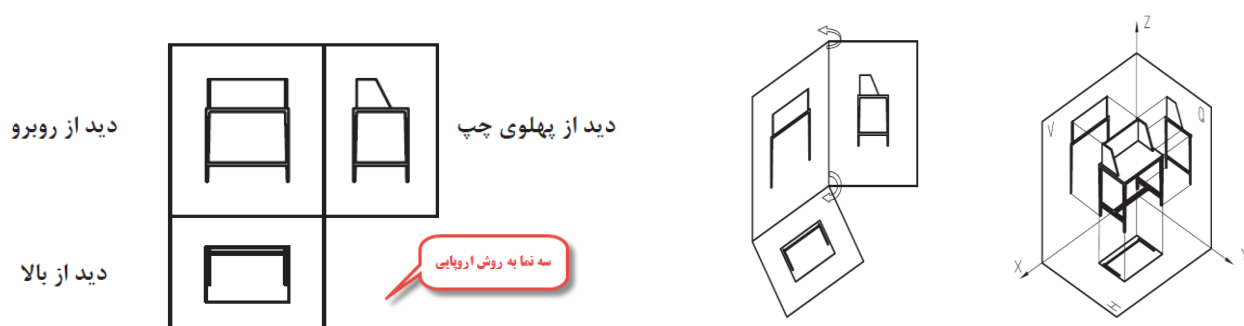 دید از روبرو
دید از پهلوی چپ
دید از بالا
سه نما به روش اروپایی
Z
V
Q
X
Y
H